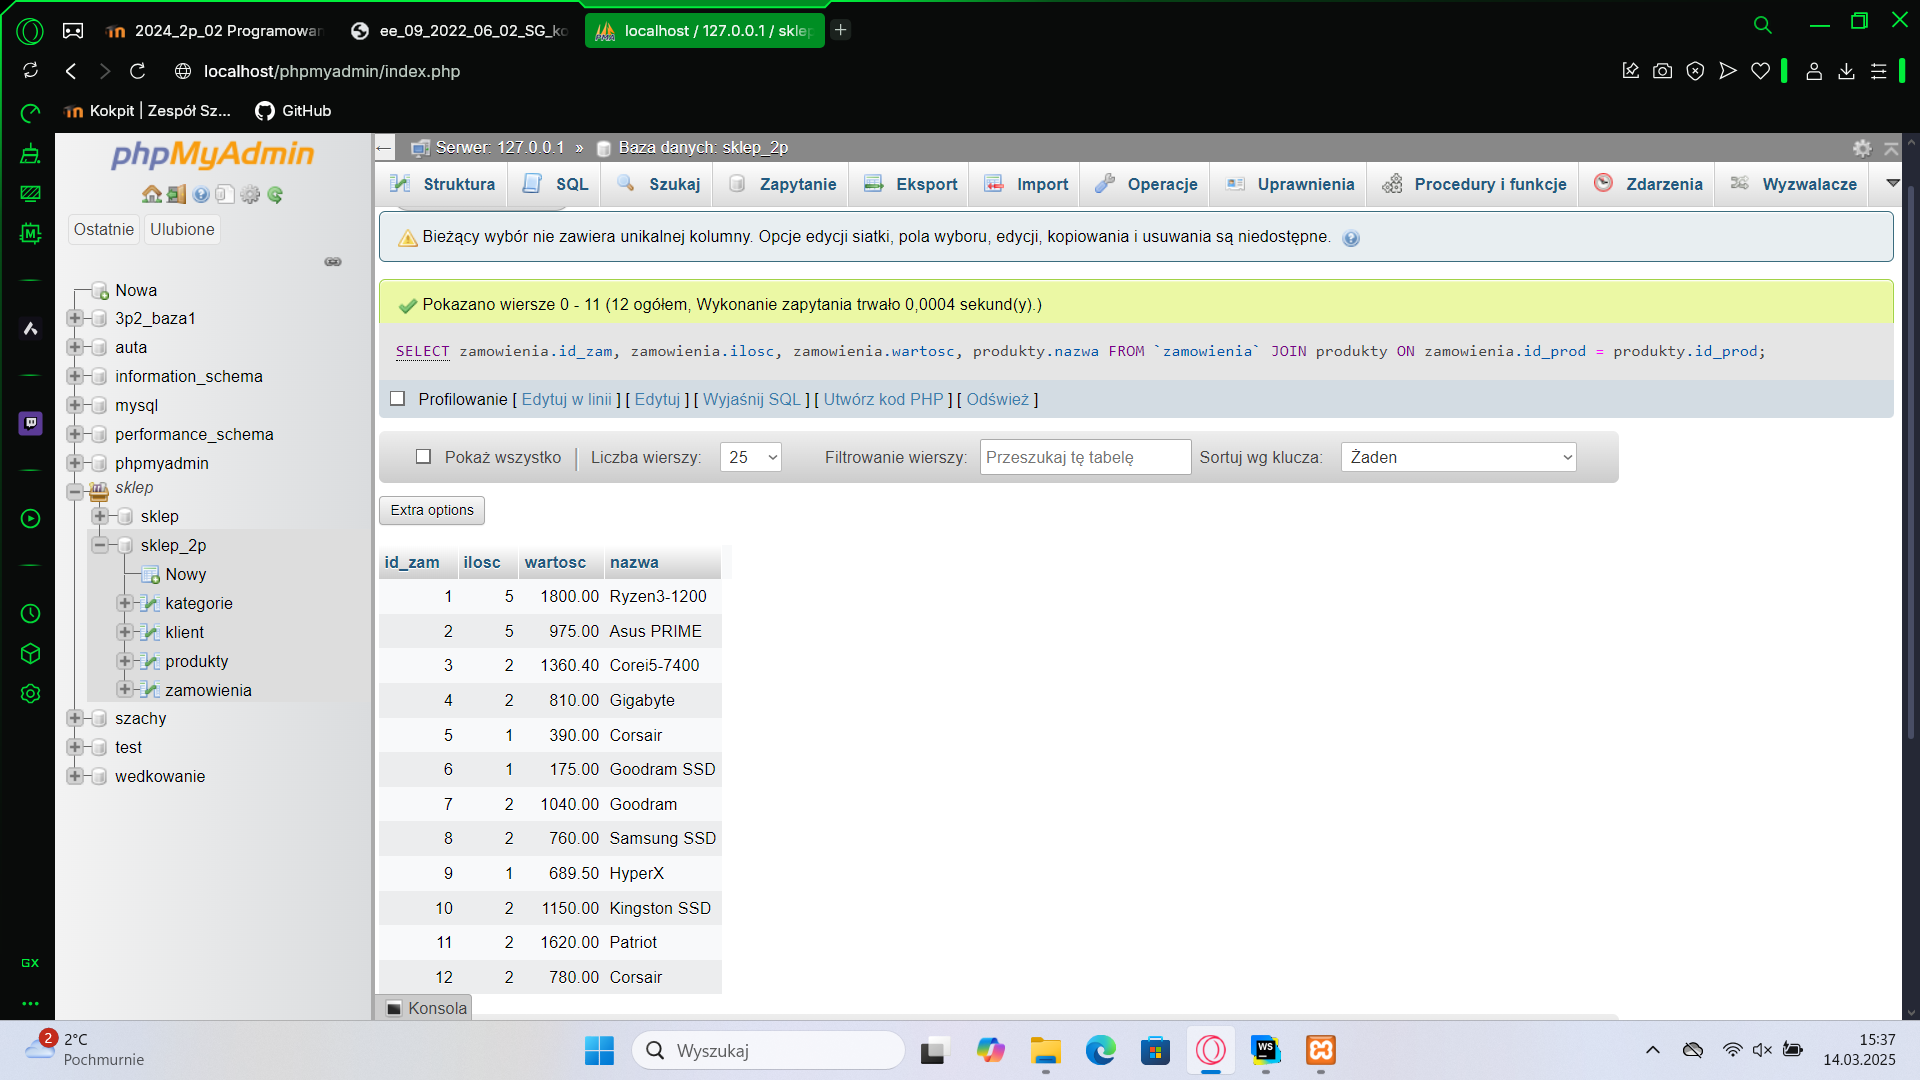 2024_2p_02 Programowan
ee_09_2022_06_02_SG_ko
localhost / 127.0.0.1 / sklep
localhost/phpmyadmin/index.php
Kokpit | Zespół Sz...
GitHub
phpMyAdmin
Ostatnie
Ulubione
Nowa
3p2_baza1
auta
information_schema
mysql
performance_schema
phpmyadmin
sklep
sklep
sklep_2p
Nowy
kategorie
klient
produkty
zamowienia
szachy
test
wedkowanie
Serwer: 127.0.0.1 » Baza danych: sklep_2p
Struktura SQL Szukaj Zapytanie Eksport Import Operacje Uprawnienia Procedury i funkcje Zdarzenia Wyzwalacze
Bieżący wybór nie zawiera unikalnej kolumny. Opcje edycji siatki, pola wyboru, edycji, kopiowania i usuwania są niedostępne.
Pokazano wiersze 0 - 11 (12 ogółem, Wykonanie zapytania trwało 0,0004 sekund(y).)
SELECT zamowienia.id_zam, zamowienia.ilosc, zamowienia.wartosc, produkty.nazwa FROM `zamowienia` JOIN produkty ON zamowienia.id_prod = produkty.id_prod;
Profilowanie [ Edytuj w linii ] [ Edytuj ] [ Wyjaśnij SQL ] [ Utwórz kod PHP ] [ Odśwież ]
Pokaż wszystko | Liczba wierszy: 25 Filtrowanie wierszy: Przeszukaj tę tabelę Sortuj wg klucza: Żaden
Extra options
id_zam ilosc wartosc nazwa
1 5 1800.00 Ryzen3-1200
2 5 975.00 Asus PRIME
3 2 1360.40 Corei5-7400
4 2 810.00 Gigabyte
5 1 390.00 Corsair
6 1 175.00 Goodram SSD
7 2 1040.00 Goodram
8 2 760.00 Samsung SSD
9 1 689.50 HyperX
10 2 1150.00 Kingston SSD
11 2 1620.00 Patriot
12 2 780.00 Corsair
Konsola
GX
2
2°C
Pochmurnie
Wyszukaj
WS
15:37
14.03.2025